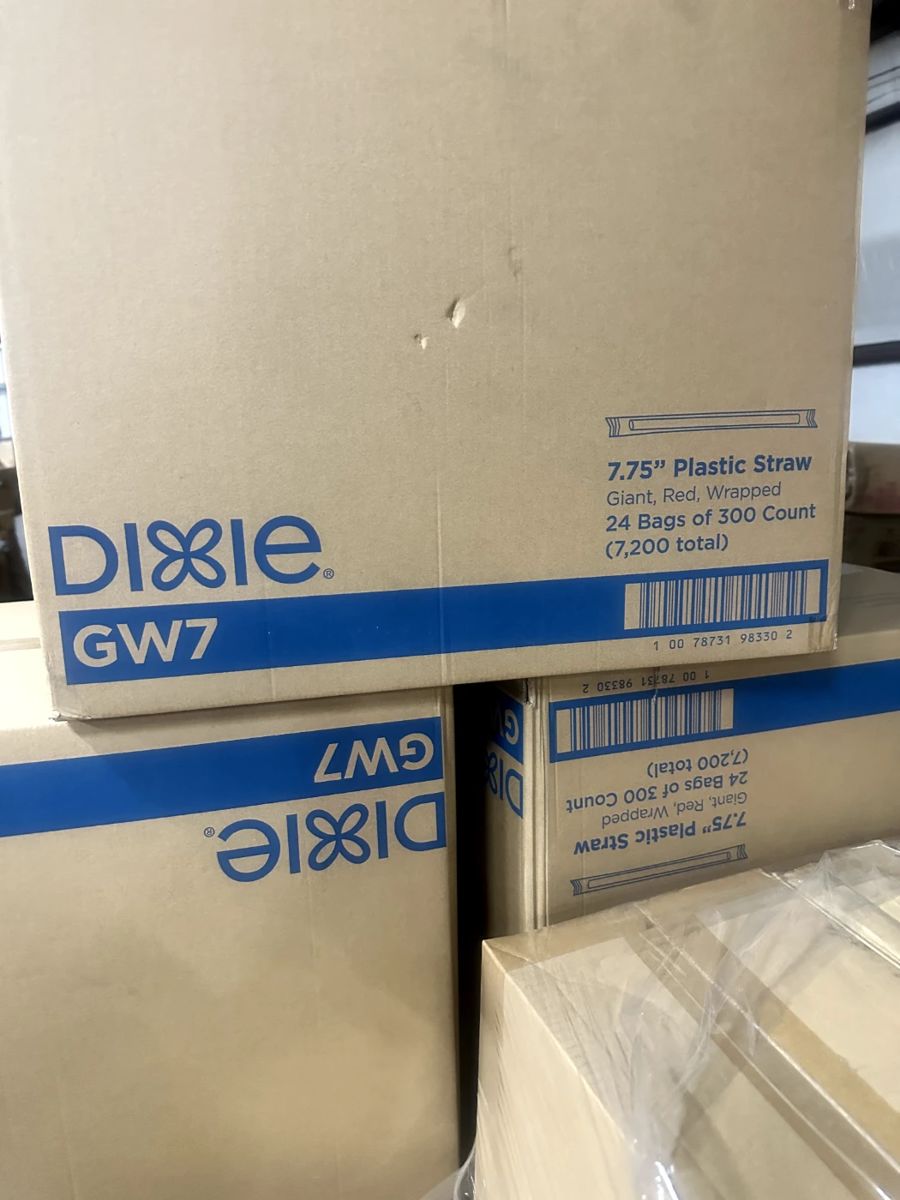 7.75” Plastic Straw
Giant, Red, Wrapped
24 Bags of 300 Count
(7,200 total)
DIXIE®
GW7
1 00 78731 98330 2
GW7
DIXIE®
GW
DIX
1 00 78731 98330 2
(7,200 total)
24 Bags of 300 Count
Giant, Red, Wrapped
7.75” Plastic Straw